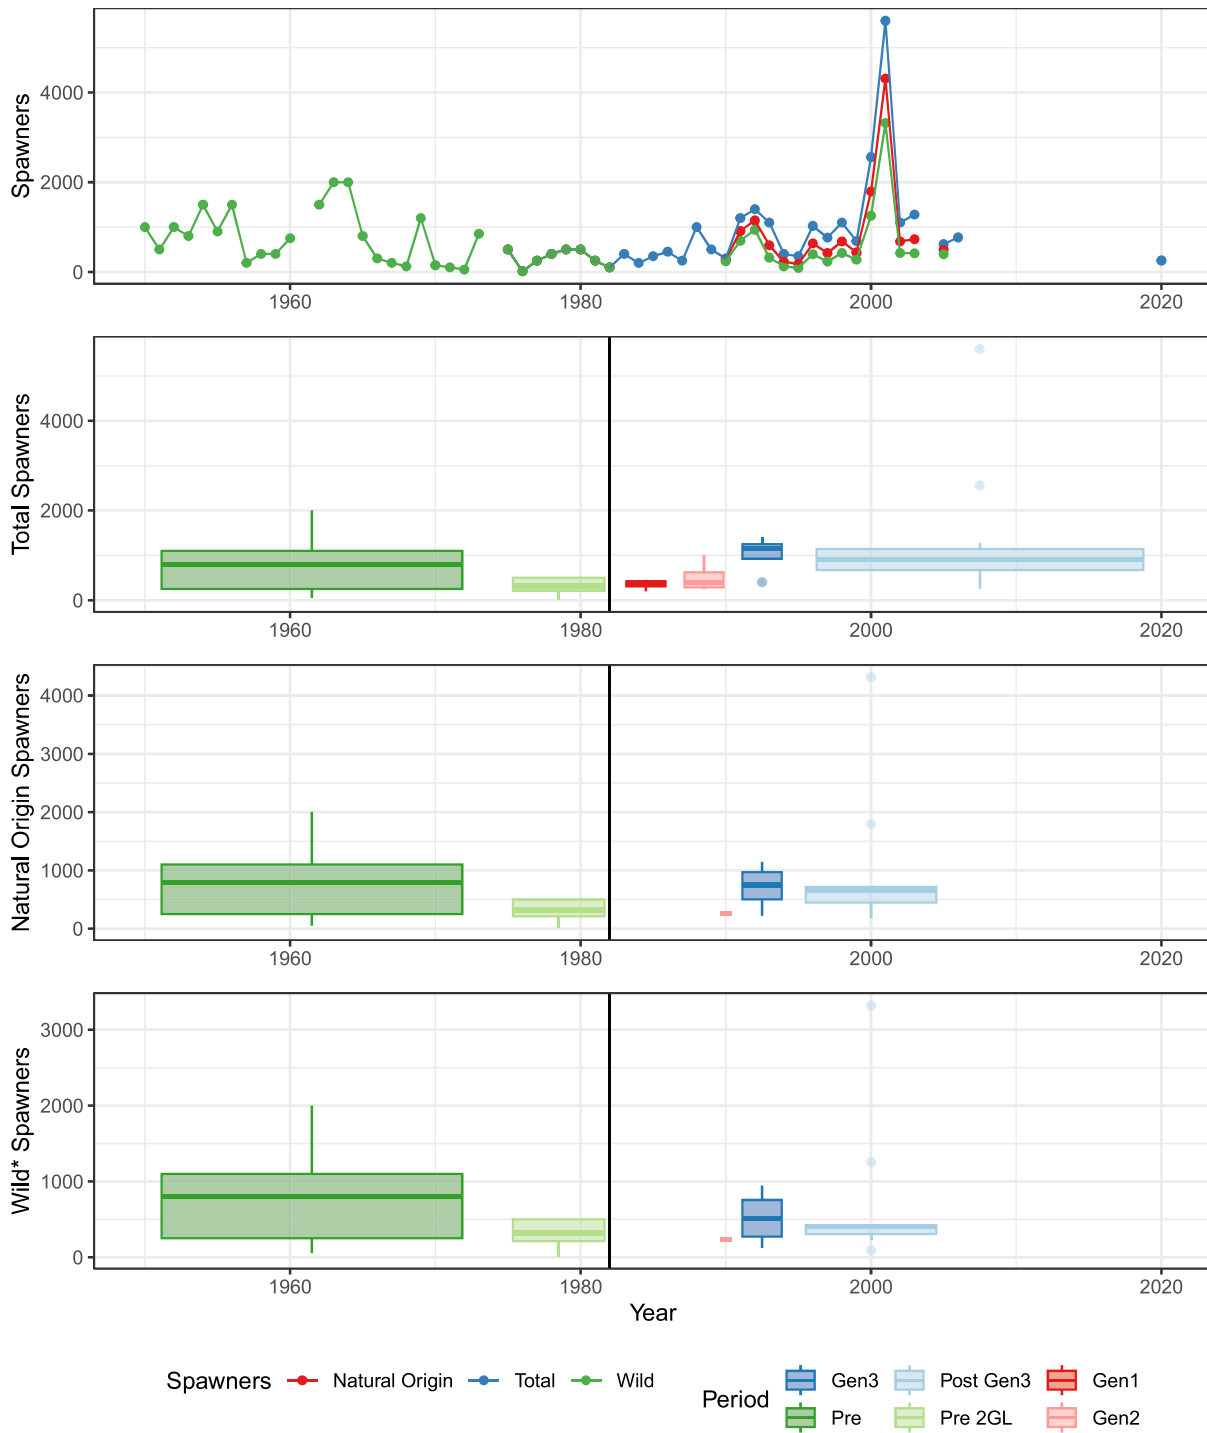 Spawners
4000
2000
0
1960 1980 2000 2020
Total Spawners
4000
2000
0
1960 1980 2000 2020
Natural Origin Spawners
4000
3000
2000
1000
0
1960 1980 2000 2020
Wild* Spawners
3000
2000
1000
0
1960 1980 2000 2020
Year
Spawners Natural Origin Total Wild
Period
Gen3 Post Gen3 Gen1
Pre Pre 2GL Gen2